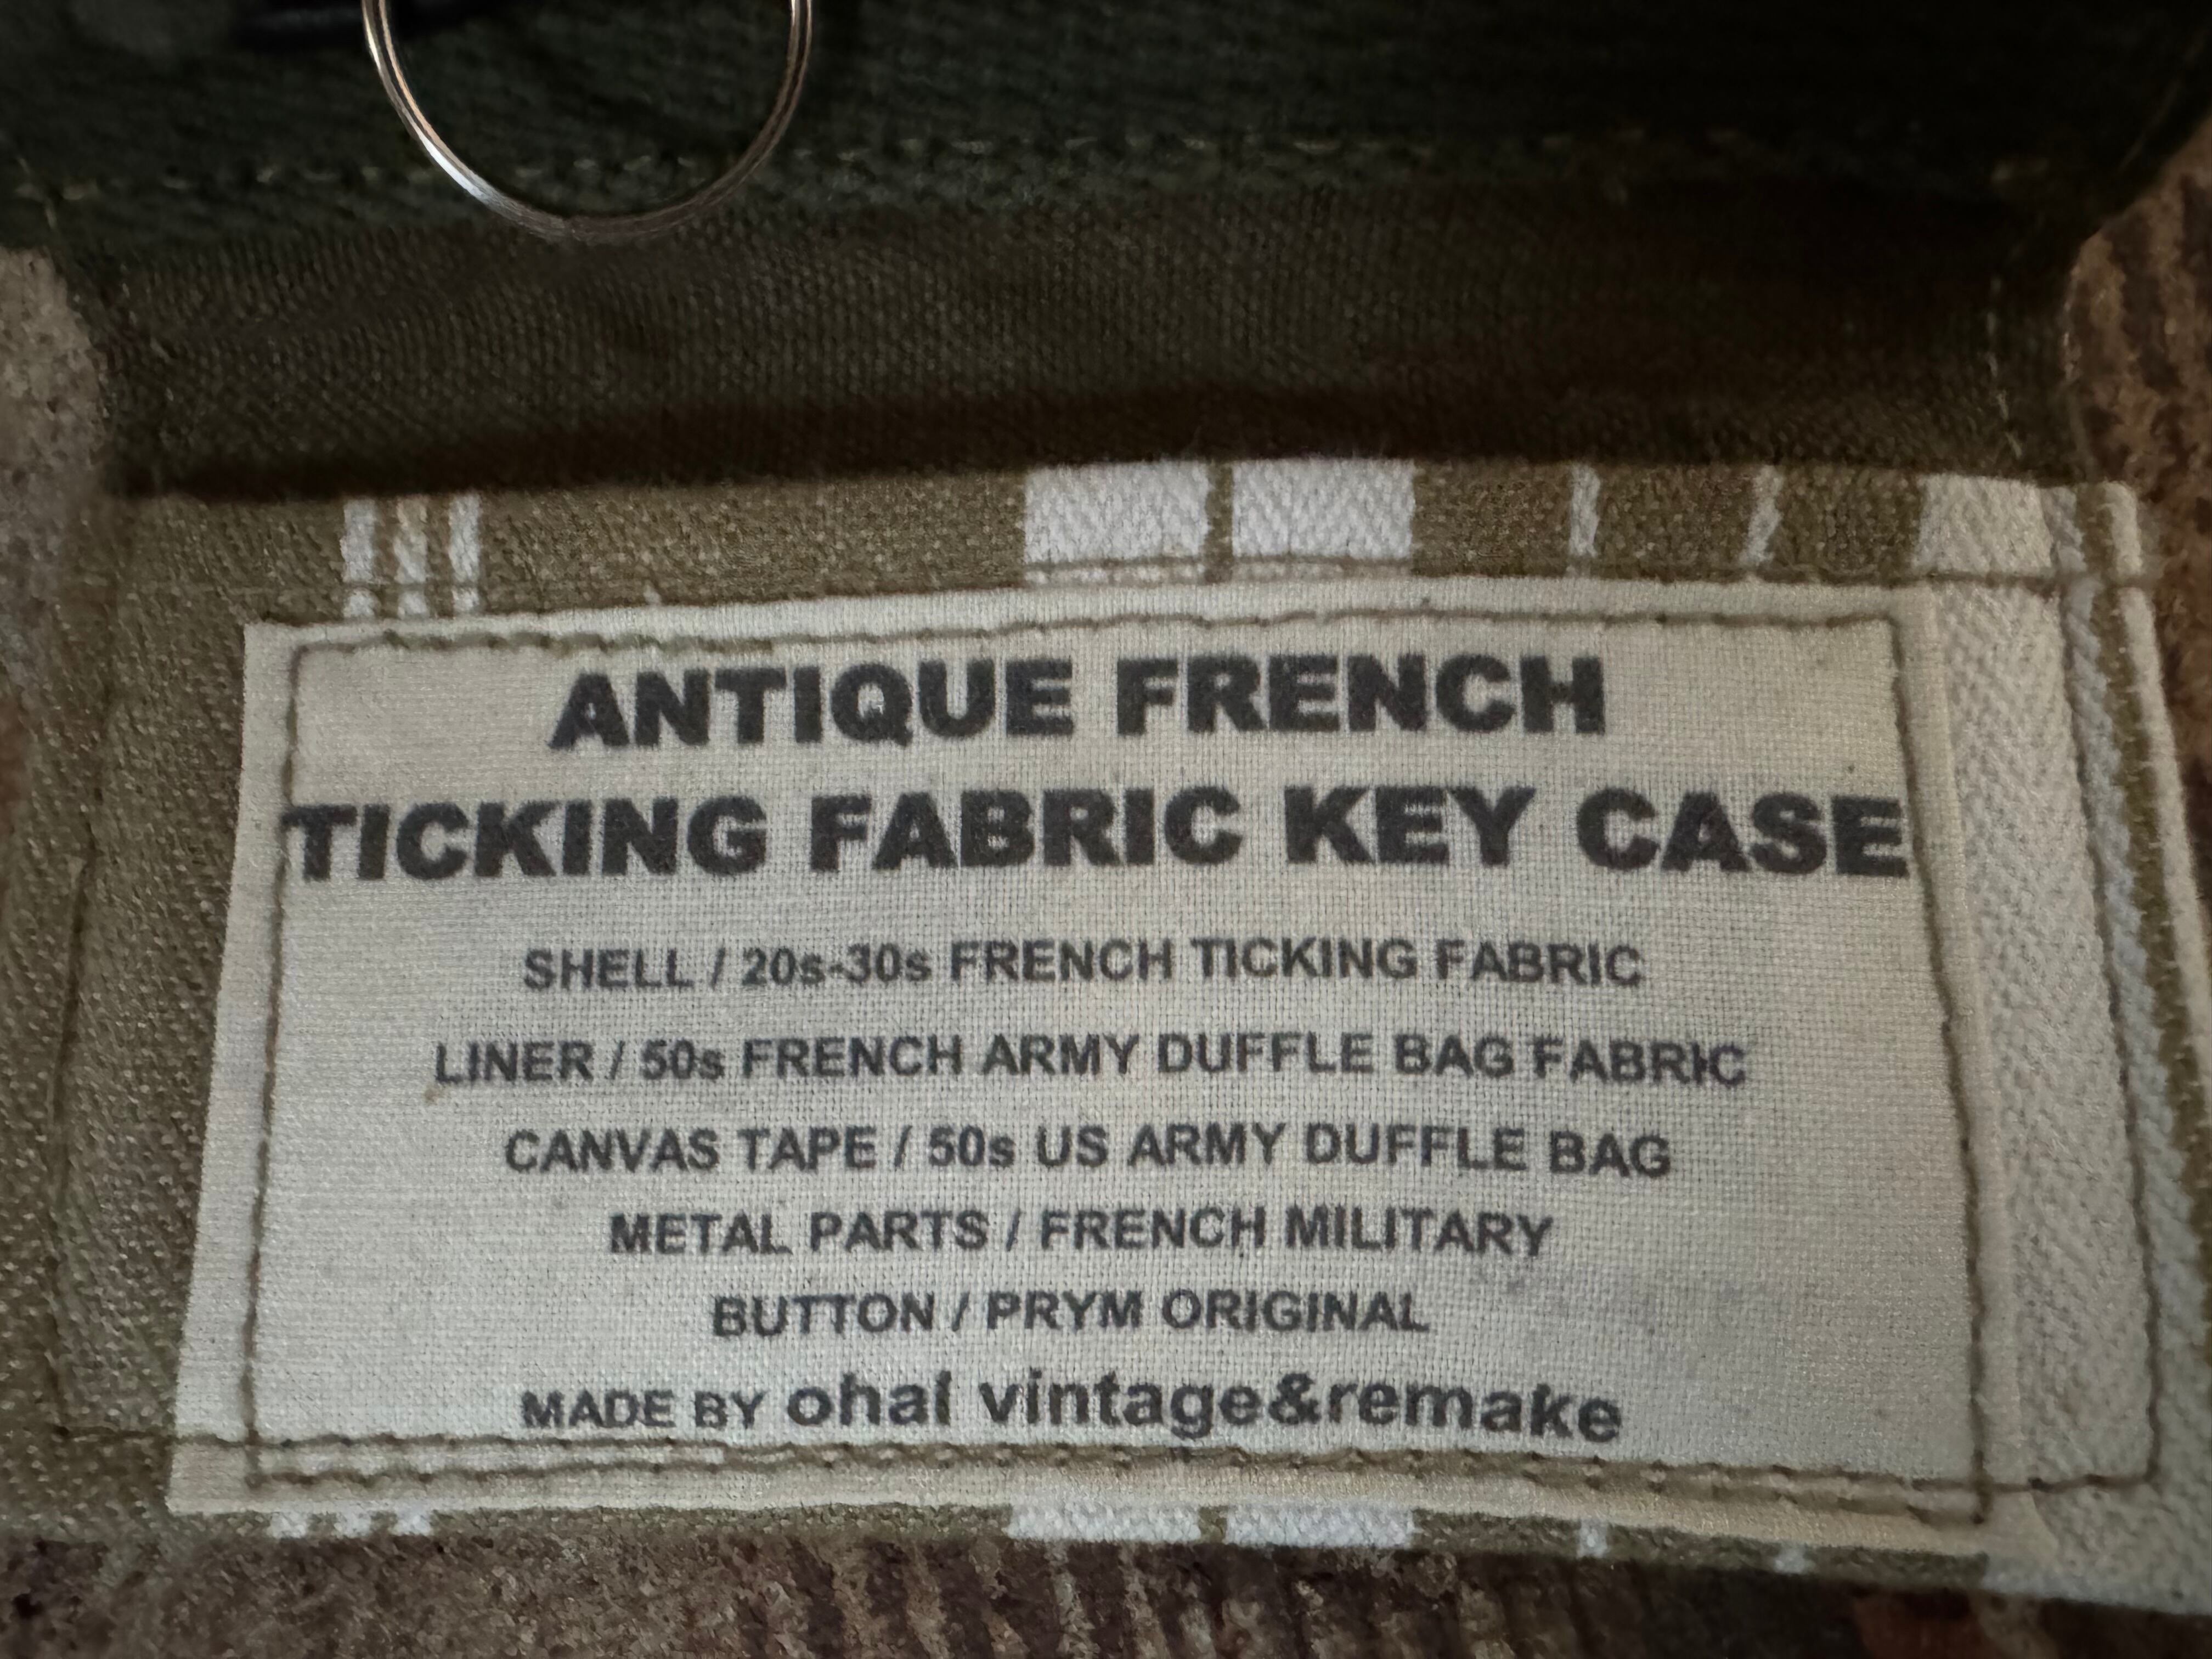 ANTIQUE FRENCH
TICKING FABRIC KEY CASE
SHELL / 20s-30s FRENCH TICKING FABRIC
LINER / 50s FRENCH ARMY DUFFLE BAG FABRIC
CANVAS TAPE / 50s US ARMY DUFFLE BAG
METAL PARTS / FRENCH MILITARY
BUTTON / PRYM ORIGINAL
MADE BY ohal vintage&remake